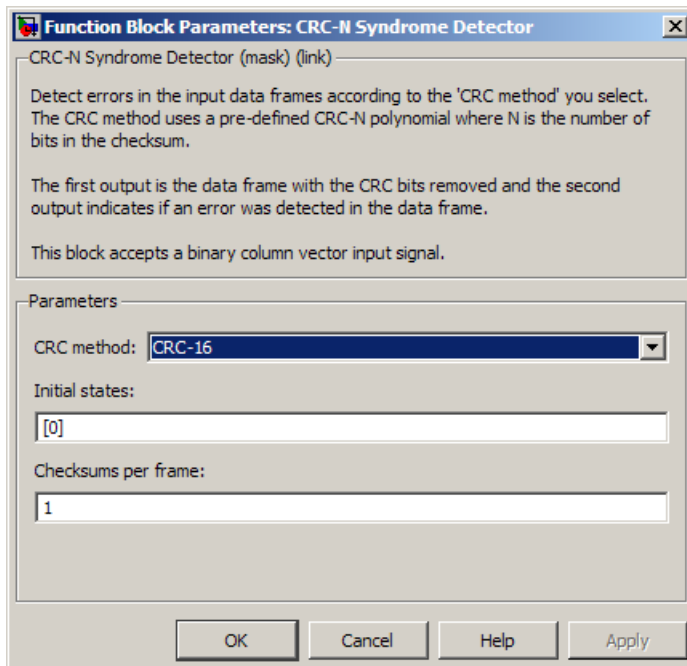 Function Block Parameters: CRC-N Syndrome Detector
CRC-N Syndrome Detector (mask) (link)
Detect errors in the input data frames according to the 'CRC method' you select.
The CRC method uses a pre-defined CRC-N polynomial where N is the number of
bits in the checksum.
The first output is the data frame with the CRC bits removed and the second
output indicates if an error was detected in the data frame.
This block accepts a binary column vector input signal.
Parameters
CRC method: CRC-16
Initial states:
[0]
Checksums per frame:
1
OK Cancel Help Apply